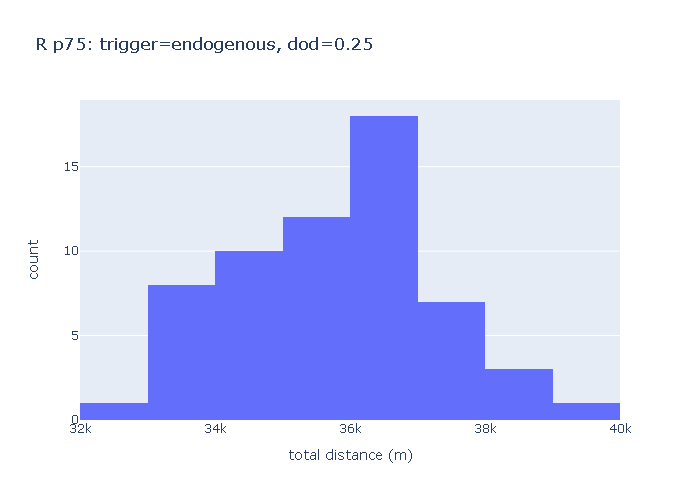 R p75: trigger=endogenous, dod=0.25
count
15
10
5
0
32k
34k
36k
38k
40k
total distance (m)